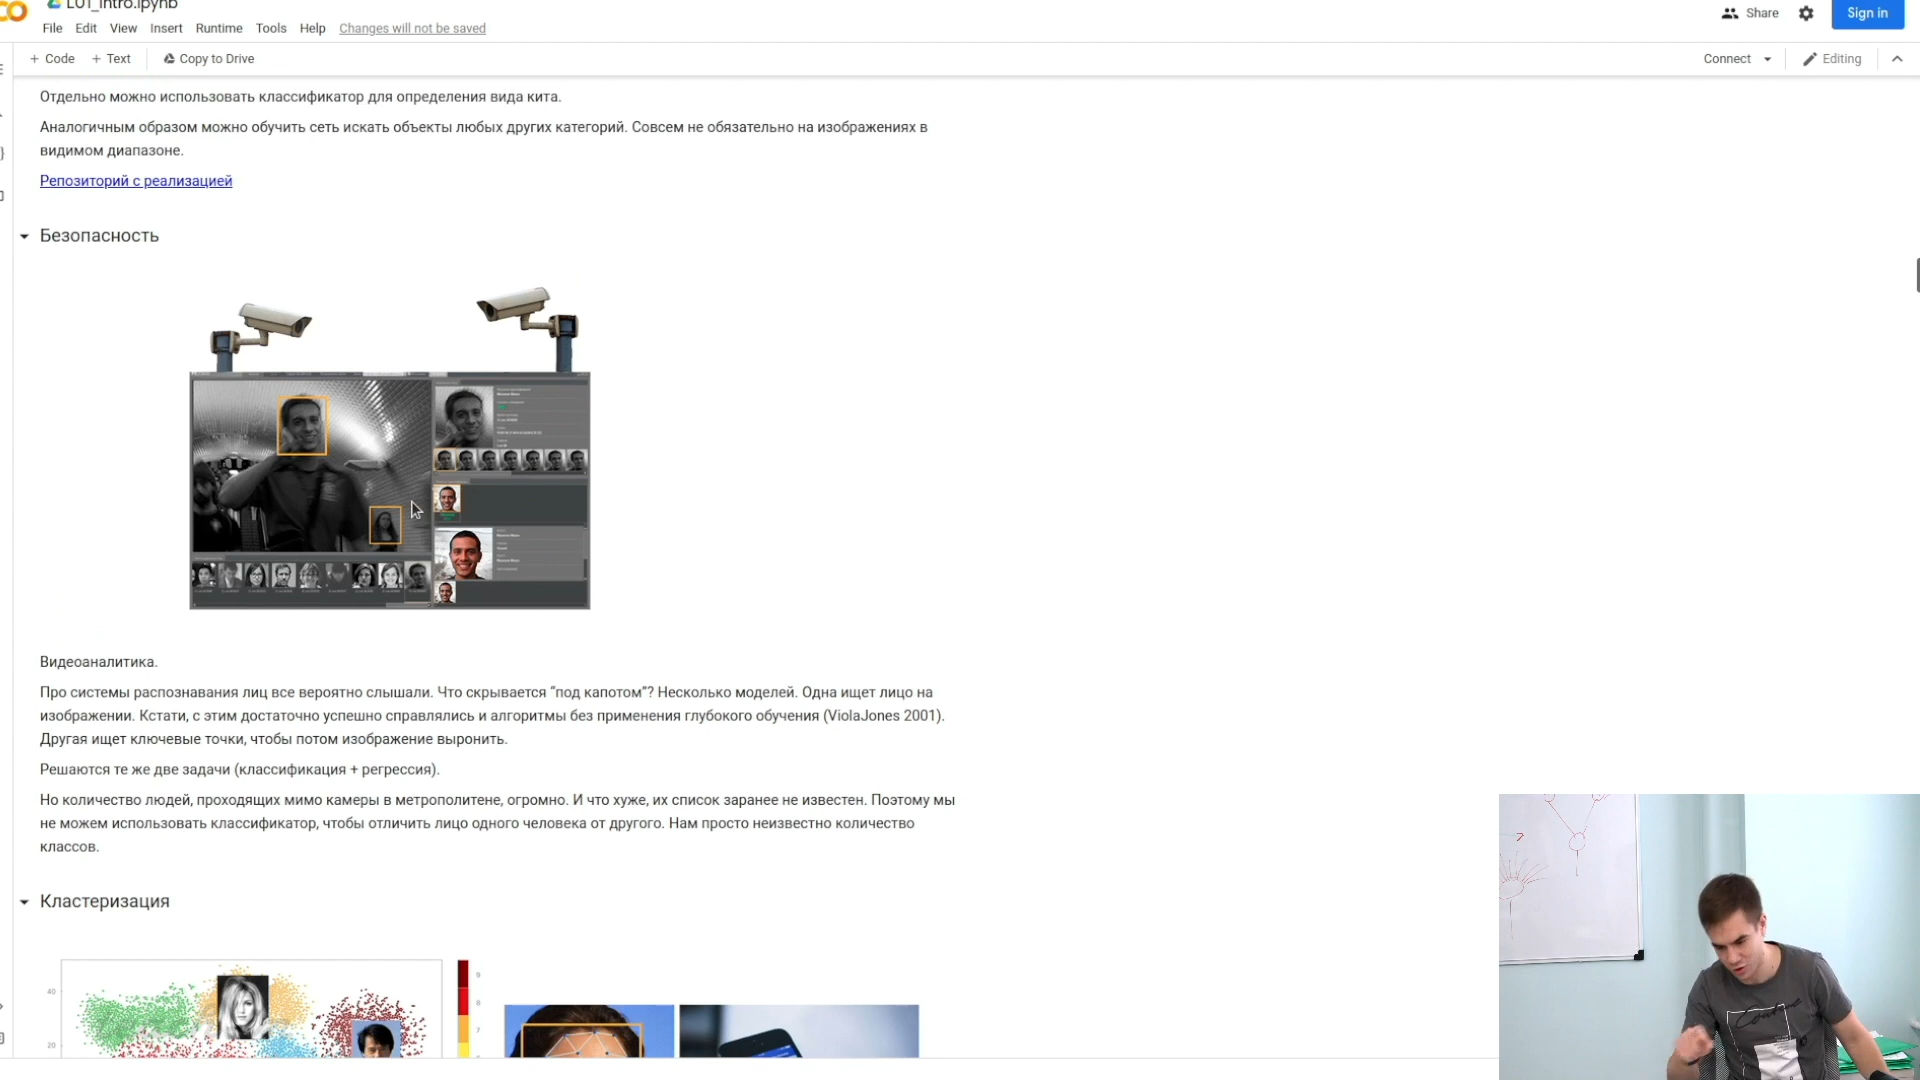 L01_Intro.ipynb
File Edit View Insert Runtime Tools Help Changes will not be saved
Share Sign in
+ Code + Text Copy to Drive
Connect Editing
Отдельно можно использовать классификатор для определения вида кита.
Аналогичным образом можно обучить сеть искать объекты любых других категорий. Совсем не обязательно на изображениях в
видимом диапазоне.
Репозиторий с реализацией
Безопасность
Видеоаналитика.
Про системы распознавания лиц все вероятно слышали. Что скрывается “под капотом”? Несколько моделей. Одна ищет лицо на
изображении. Кстати, с этим достаточно успешно справлялись и алгоритмы без применения глубокого обучения (ViolaJones 2001).
Другая ищет ключевые точки, чтобы потом изображение выронить.
Решаются те же две задачи (классификация + регрессия).
Но количество людей, проходящих мимо камеры в метрополитене, огромно. И что хуже, их список заранее не известен. Поэтому мы
не можем использовать классификатор, чтобы отличить лицо одного человека от другого. Нам просто неизвестно количество
классов.
Кластеризация
40
20
9
8
7